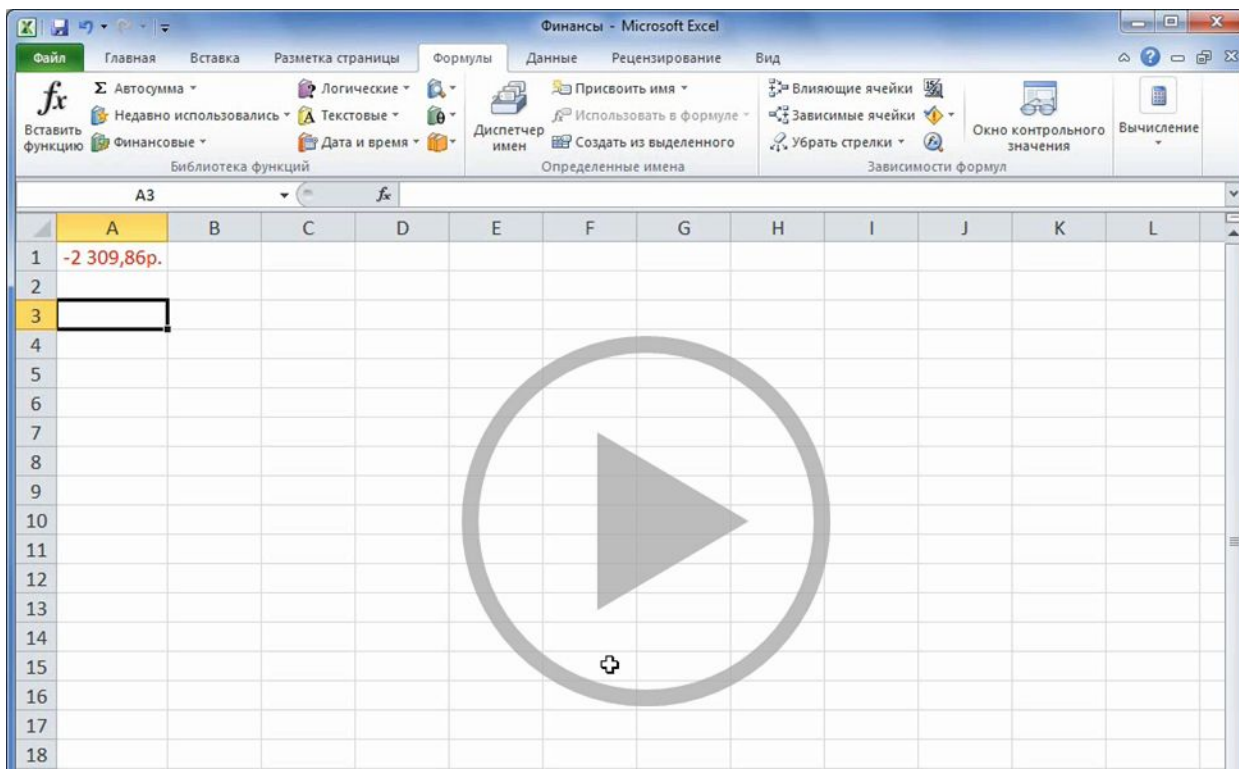 Финансы - Microsoft Excel
Файл Главная Вставка Разметка страницы Формулы Данные Рецензирование Вид
fx Вставить функцию
Σ Автосумма
Недавно использовались
Финансовые
Логические
Текстовые
Дата и время
Библиотека функций
Диспетчер имен
Присвоить имя
Использовать в формуле
Создать из выделенного
Определенные имена
Влияющие ячейки
Зависимые ячейки
Убрать стрелки
Окно контрольного значения
Зависимости формул
Вычисление
A3 fx
A B C D E F G H I J K L
1 -2 309,86р.
2
3
4
5
6
7
8
9
10
11
12
13
14
15
16
17
18